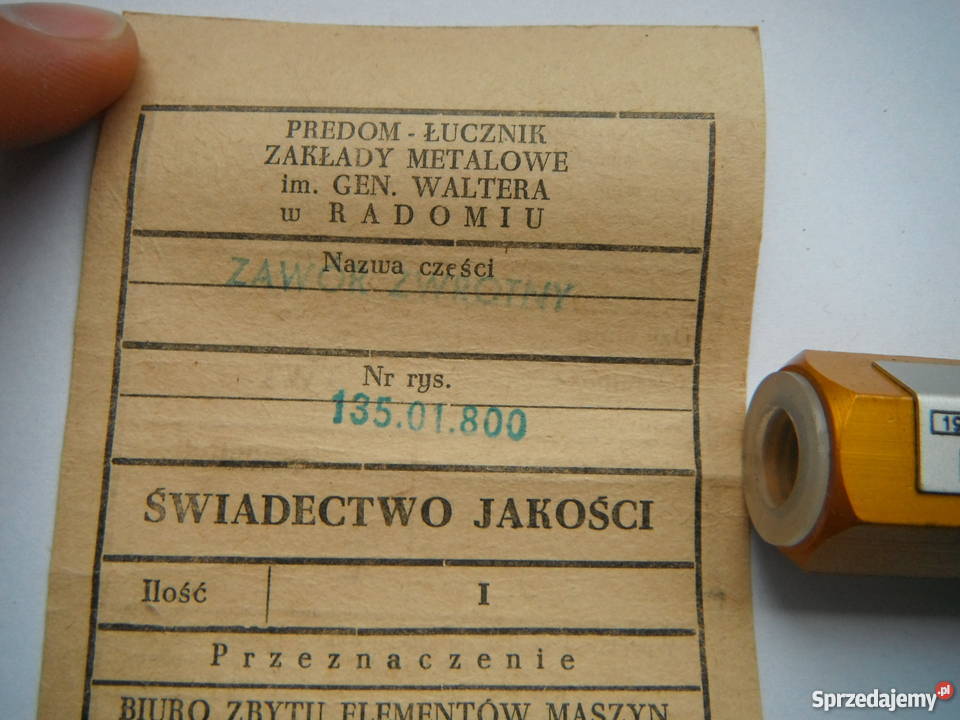 PREDOM - ŁUCZNIK
ZAKŁADY METALOWE
im. GEN. WALTERA
w RADOMIU
Nazwa części
ZAWÓR ZWROTNY
Nr rys.
135.01.800
ŚWIADECTWO JAKOŚCI
Ilość I
Przeznaczenie
BIURO ZBYTU ELEMENTÓW MASZYN
19
Sprzedajemy.pl